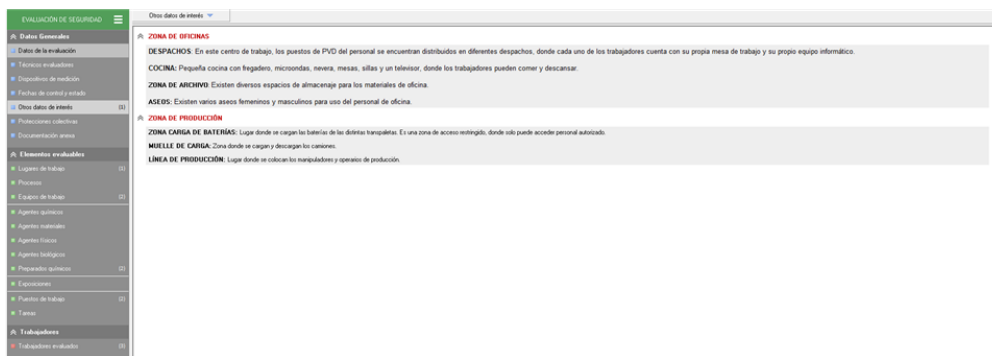 EVALUACIÓN DE SEGURIDAD
Datos Generales
Datos de la evaluación
Técnicos evaluadores
Dispositivos de medición
Fechas de control y estado
Otros datos de interés (1)
Protecciones colectivas
Documentación anexa
Elementos evaluables
Lugares de trabajo (1)
Procesos
Equipos de trabajo (2)
Agentes químicos
Agentes materiales
Agentes físicos
Agentes biológicos
Preparados químicos (2)
Exposiciones
Puestos de trabajo (2)
Tareas
Trabajadores
Trabajadores evaluados (3)
Otros datos de interés
ZONA DE OFICINAS
DESPACHOS: En este centro de trabajo, los puestos de PVD del personal se encuentran distribuidos en diferentes despachos, donde cada uno de los trabajadores cuenta con su propia mesa de trabajo y su propio equipo informático.
COCINA: Pequeña cocina con fregadero, microondas, nevera, mesas, sillas y un televisor, donde los trabajadores pueden comer y descansar.
ZONA DE ARCHIVO: Existen diversos espacios de almacenaje para los materiales de oficina.
ASEOS: Existen varios aseos femeninos y masculinos para uso del personal de oficina.
ZONA DE PRODUCCIÓN
ZONA CARGA DE BATERÍAS: Lugar donde se cargan las baterías de las distintas transpaletas. Es una zona de acceso restringido, donde solo puede acceder personal autorizado.
MUELLE DE CARGA: Zona donde se cargan y descargan los camiones.
LÍNEA DE PRODUCCIÓN: Lugar donde se colocan los manipuladores y operarios de producción.